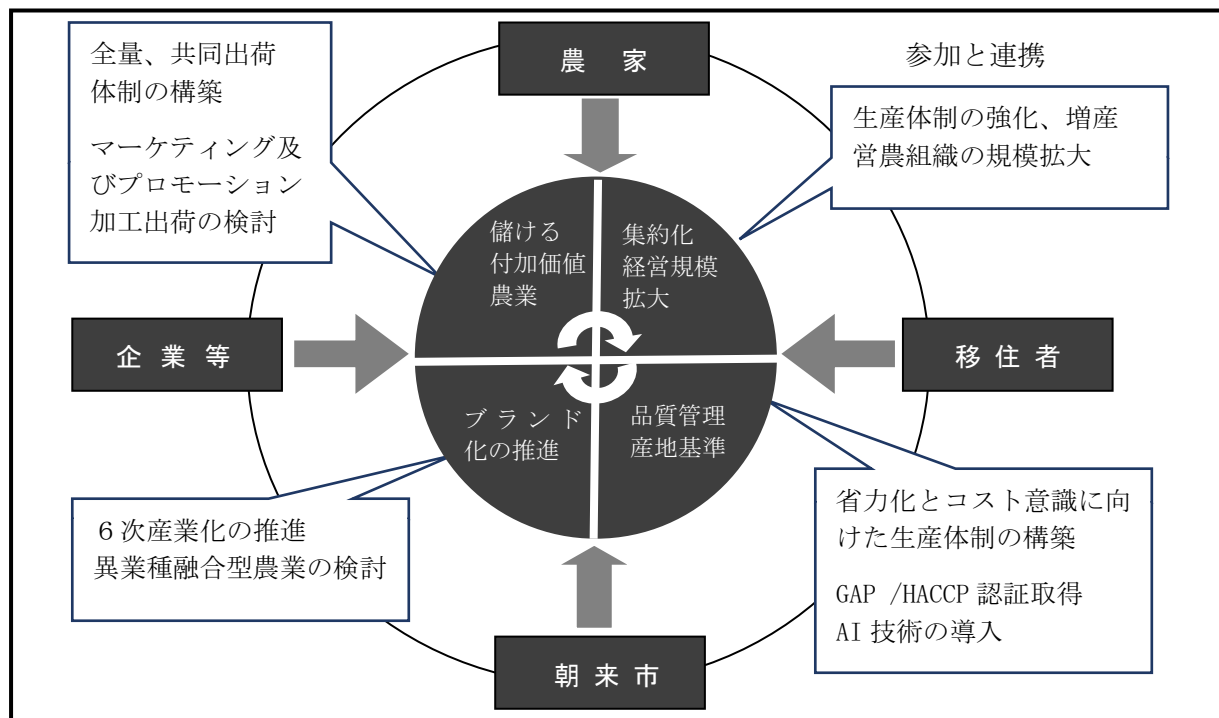 農　家
参加と連携
全量、共同出荷
体制の構築
マーケティング及
びプロモーション
加工出荷の検討
生産体制の強化、増産
営農組織の規模拡大
儲ける
付加価値
農業
集約化
経営規模
拡大
企業等
移住者
ブランド
化の推進
品質管理
産地基準
６次産業化の推進
異業種融合型農業の検討
省力化とコスト意識に向
けた生産体制の構築
GAP /HACCP 認証取得
AI 技術の導入
朝来市